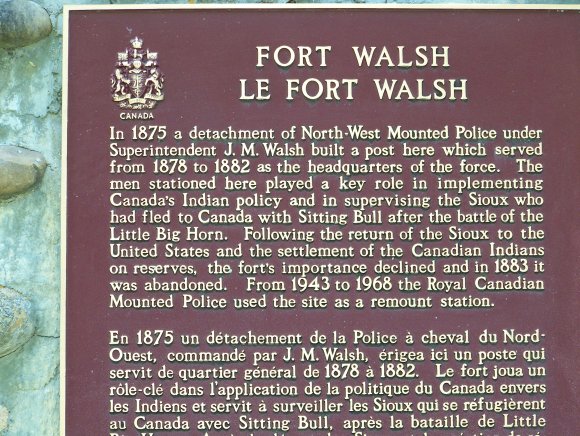 CANADA
FORT WALSH
LE FORT WALSH
In 1875 a detachment of North-West Mounted Police under
Superintendent J. M. Walsh built a post here which served
from 1878 to 1882 as the headquarters of the force. The
men stationed here played a key role in implementing
Canada's Indian policy and in supervising the Sioux who
had fled to Canada with Sitting Bull after the battle of the
Little Big Horn. Following the return of the Sioux to the
United States and the settlement of the Canadian Indians
on reserves, the fort's importance declined and in 1883 it
was abandoned. From 1943 to 1968 the Royal Canadian
Mounted Police used the site as a remount station.
En 1875 un détachement de la Police à cheval du Nord-
Ouest, commandé par J. M. Walsh, érigea ici un poste qui
servit de quartier général de 1878 à 1882. Le fort joua un
rôle-clé dans l'application de la politique du Canada envers
les Indiens et servit à surveiller les Sioux qui se réfugièrent
au Canada avec Sitting Bull, après la bataille de Little